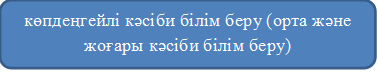 көпдеңгейлі кәсіби білім беру (орта және
жоғары кәсіби білім беру)